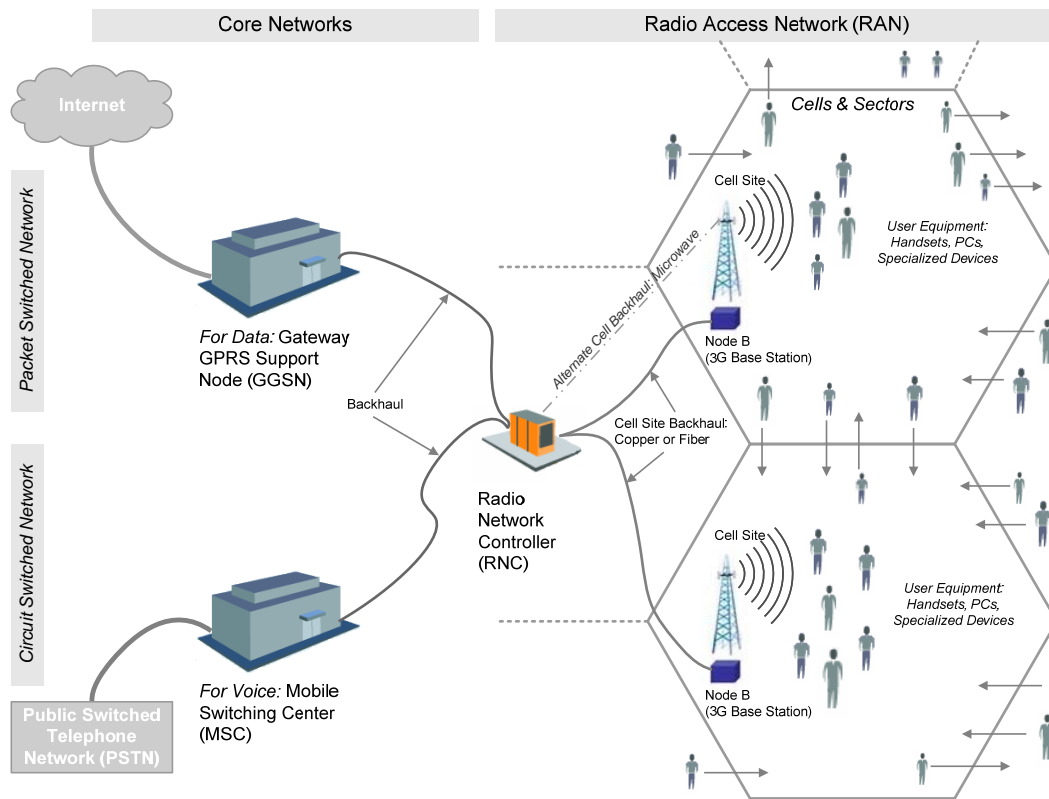 Core Networks
Radio Access Network (RAN)
Internet
Packet Switched Network
For Data: Gateway
GPRS Support
Node (GGSN)
Backhaul
Circuit Switched Network
For Voice: Mobile
Switching Center
(MSC)
Public Switched
Telephone
Network (PSTN)
Radio
Network
Controller
(RNC)
Alternate Cell Backhaul: Microwave
Cell Site Backhaul:
Copper or Fiber
Cells & Sectors
Cell Site
User Equipment:
Handsets, PCs,
Specialized Devices
Node B
(3G Base Station)
Cell Site
User Equipment:
Handsets, PCs,
Specialized Devices
Node B
(3G Base Station)